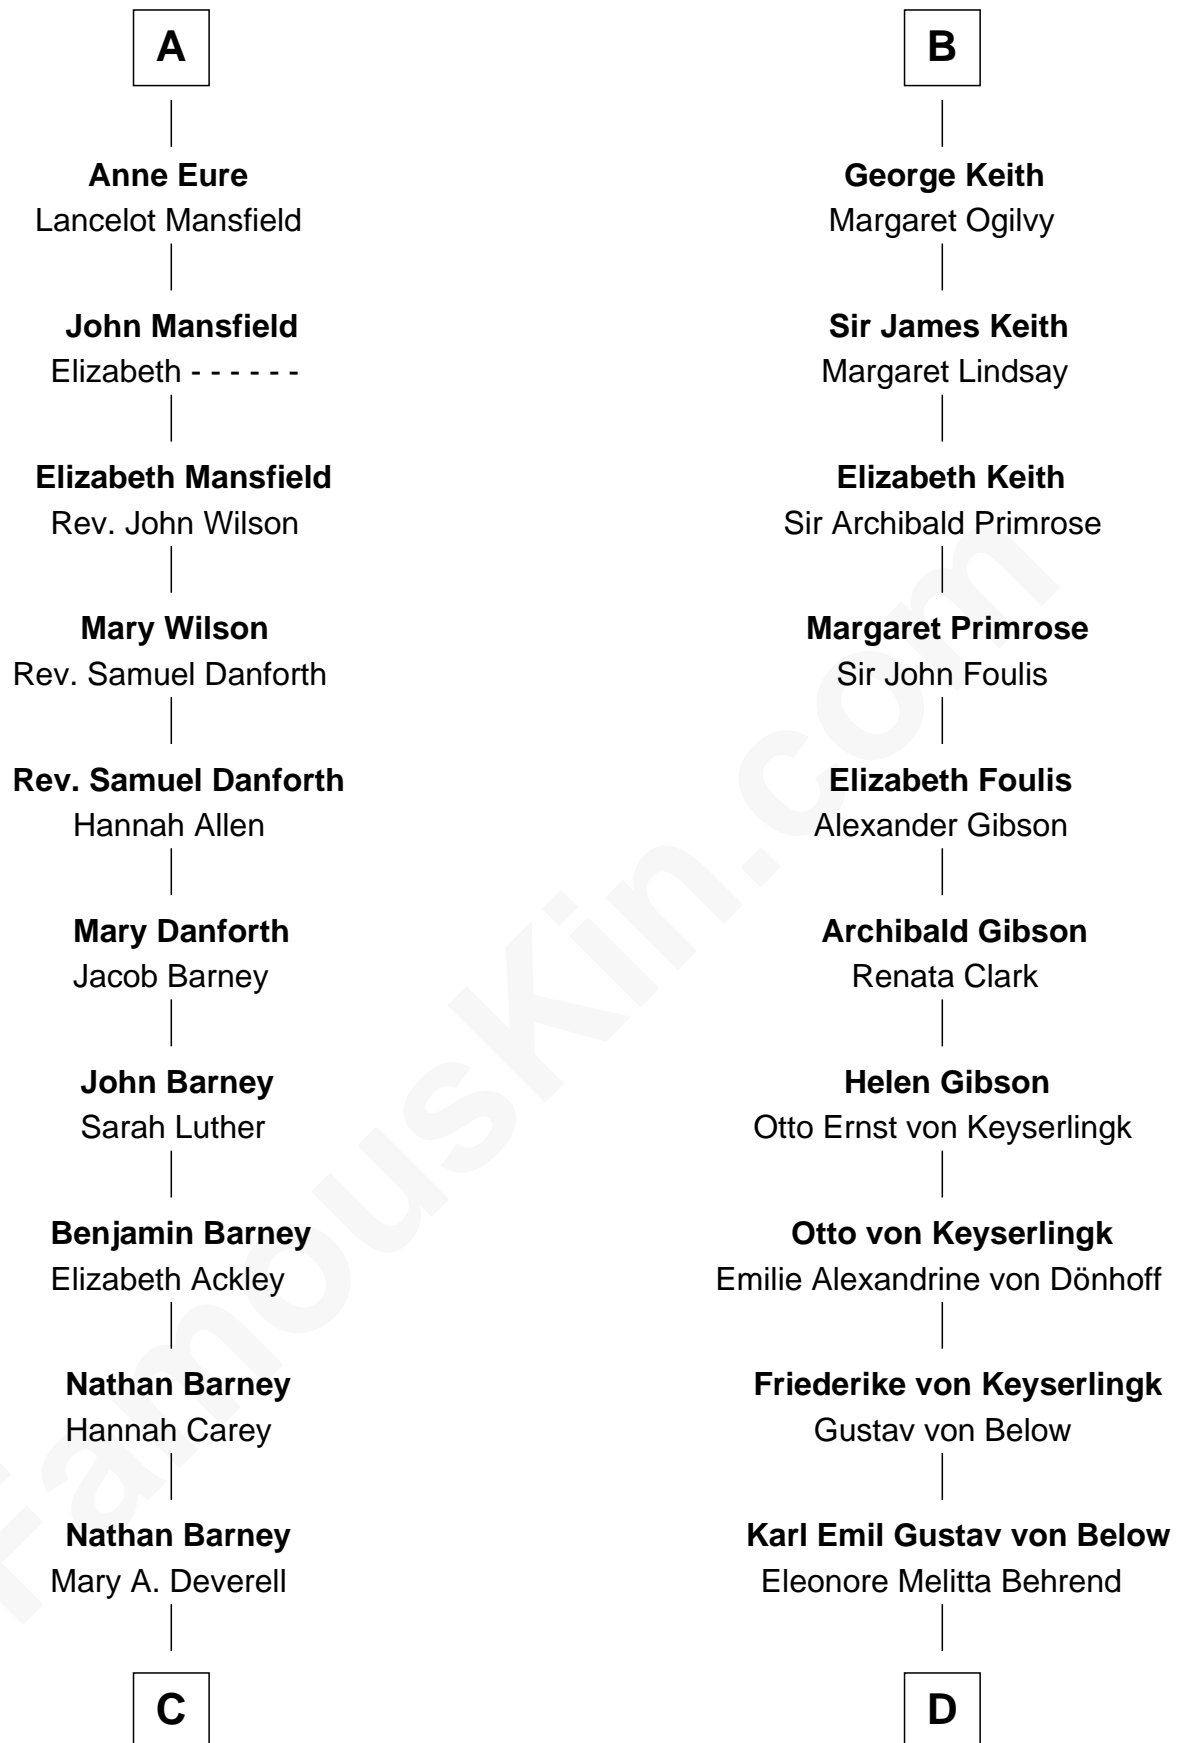 A
Anne Eure
Lancelot Mansfield
John Mansfield
Elizabeth - - - - - -
Elizabeth Mansfield
Rev. John Wilson
Mary Wilson
Rev. Samuel Danforth
Rev. Samuel Danforth
Hannah Allen
Mary Danforth
Jacob Barney
John Barney
Sarah Luther
Benjamin Barney
Elizabeth Ackley
Nathan Barney
Hannah Carey
Nathan Barney
Mary A. Deverell
C
B
George Keith
Margaret Ogilvy
Sir James Keith
Margaret Lindsay
Elizabeth Keith
Sir Archibald Primrose
Margaret Primrose
Sir John Foulis
Elizabeth Foulis
Alexander Gibson
Archibald Gibson
Renata Clark
Helen Gibson
Otto Ernst von Keyserlingk
Otto von Keyserlingk
Emilie Alexandrine von Dönhoff
Friederike von Keyserlingk
Gustav von Below
Karl Emil Gustav von Below
Eleonore Melitta Behrend
D
FamousKin.com